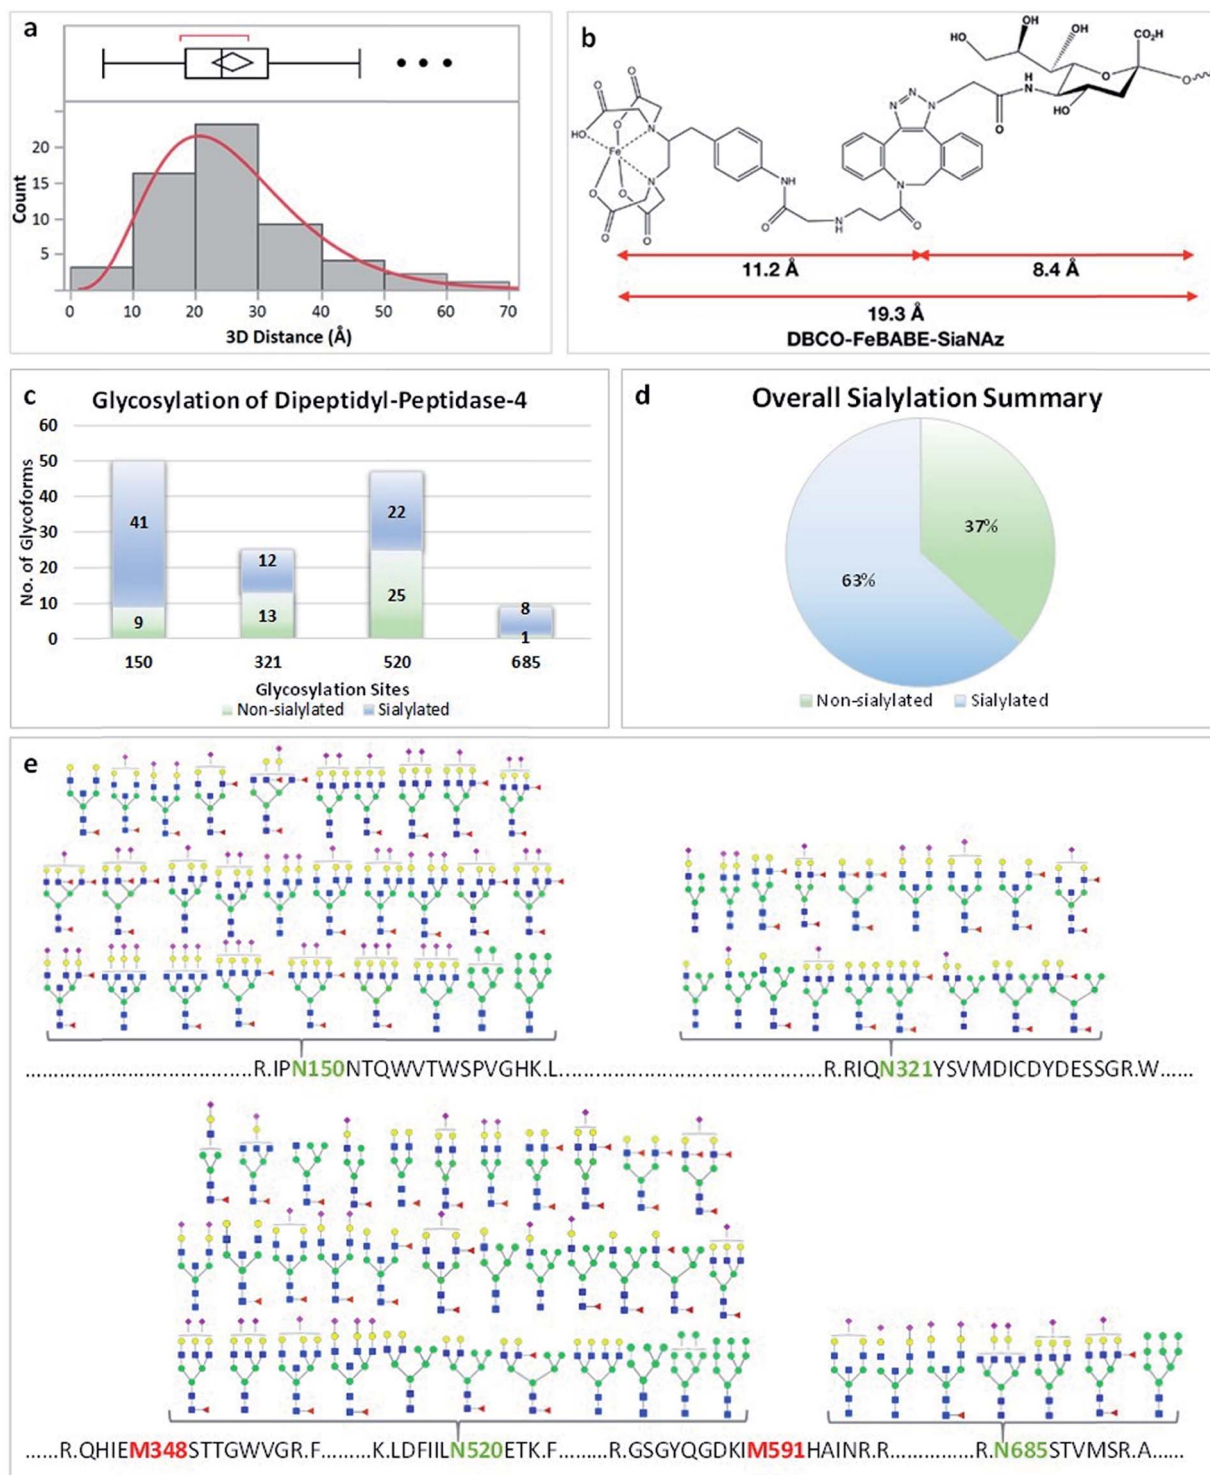 a
Count
20
15
10
5
0
10
20
30
40
50
60
70
3D Distance (Å)
b
HO
OH
OH
CO₂H
O
O
HO
H
N
O
N
N
N
N
O
O
O
O
HO
N
Fe
N
O
O
O
O
NH
O
N
H
O
11.2 Å
8.4 Å
19.3 Å
DBCO-FeBABE-SiaNAz
c
Glycosylation of Dipeptidyl-Peptidase-4
No. of Glycoforms
60
50
40
30
20
10
0
41
9
12
13
22
25
8
1
150
321
520
685
Glycosylation Sites
Non-sialylated
Sialylated
d
Overall Sialylation Summary
37%
63%
Non-sialylated
Sialylated
e
..................................R.IPN150NTQWVTWSPVGHK.L.......................................R.RIQN321YSVMDICDYDESSGR.W......
......R.QHIEM348STTGWVGR.F.........K.LDFIILN520ETK.F.........R.GSGYQGDKIM591HAINR.R...............R.N685STVMSR.A......